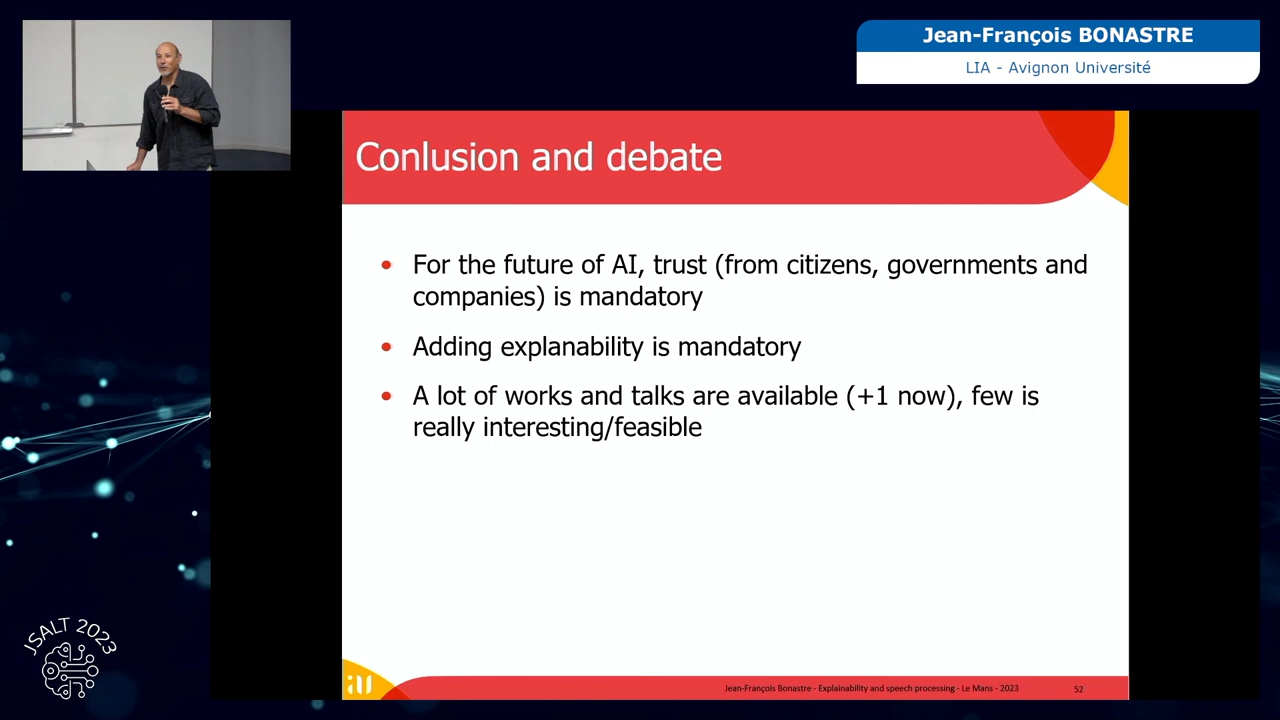 Jean-François BONASTRE
LIA - Avignon Université
Conlusion and debate
• For the future of AI, trust (from citizens, governments and
companies) is mandatory
• Adding explanability is mandatory
• A lot of works and talks are available (+1 now), few is
really interesting/feasible
JSALT 2023
au
Jean-François Bonastre - Explainability and speech processing - Le Mans - 2023
52